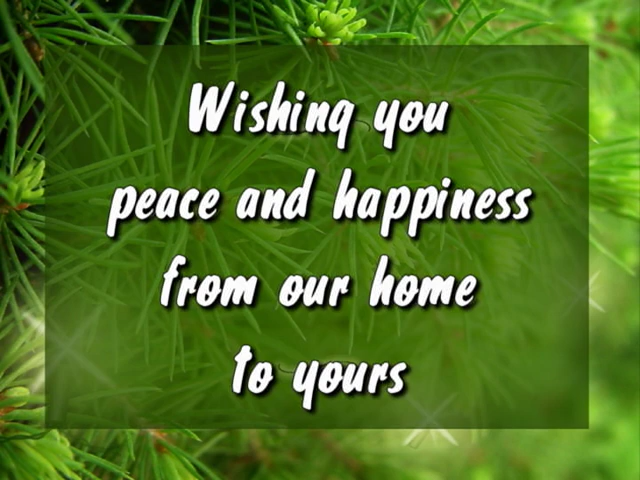 Wishing you
peace and happiness
from our home
to yours